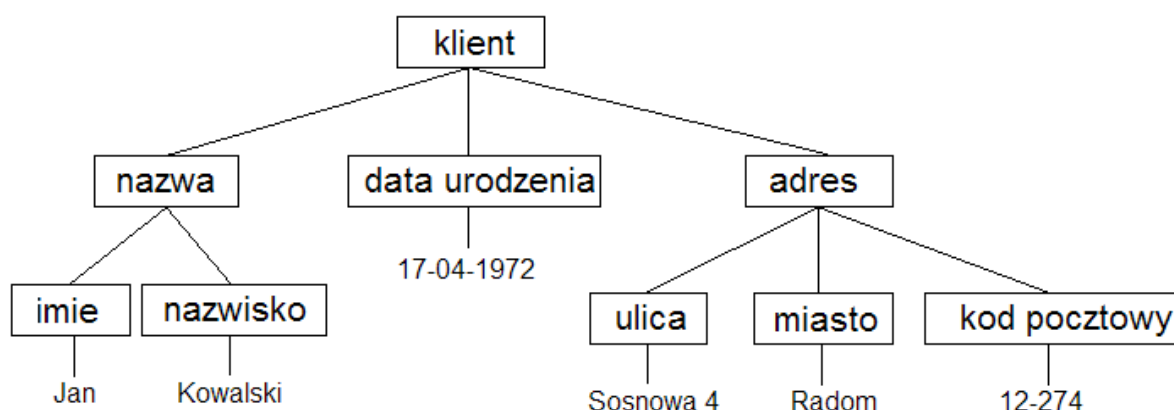 klient
nazwa data urodzenia adres
17-04-1972
imie nazwisko ulica miasto kod pocztowy
Jan Kowalski Sosnowa 4 Radom 12-274